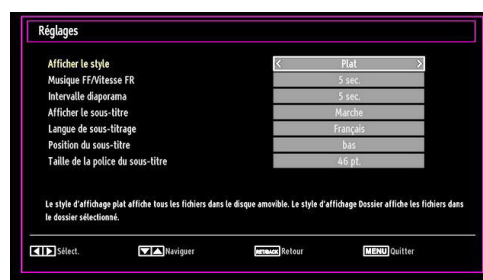 Réglages
Afficher le style < Plat >
Musique FF/Vitesse FR 5 sec.
Intervalle diaporama 5 sec.
Afficher le sous-titre Marche
Langue de sous-titrage Français
Position du sous-titre bas
Taille de la police du sous-titre 46 pt.
Le style d'affichage plat affiche tous les fichiers dans le disque amovible. Le style d'affichage Dossier affiche les fichiers dans
le dossier sélectionné.
Sélect. Naviguer RET/BACK Retour MENU Quitter